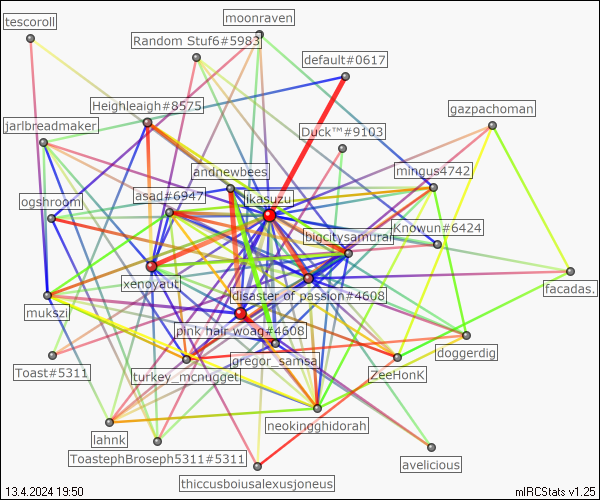 moonraven
tescoroll
Random Stuf6#5983
default#0617
Heighleigh#8575
gazpachoman
jarlbreadmaker
Duck™#9103
andnewbees
mingus4742
asad#6947
ikasuzu
ogshroom
Knowun#6424
bigcitysamurai
xenoyaut
facadas.
disaster of passion#4608
mukszi
pink hair woag#4608
doggerdig
gregor_samsa
Toast#5311
turkey_mcnugget
ZeeHonK
neokingghidorah
lahnk
ToastephBroseph5311#5311
avelicious
thiccusboiusalexusjoneus
13.4.2024 19:50
mIRCStats v1.25